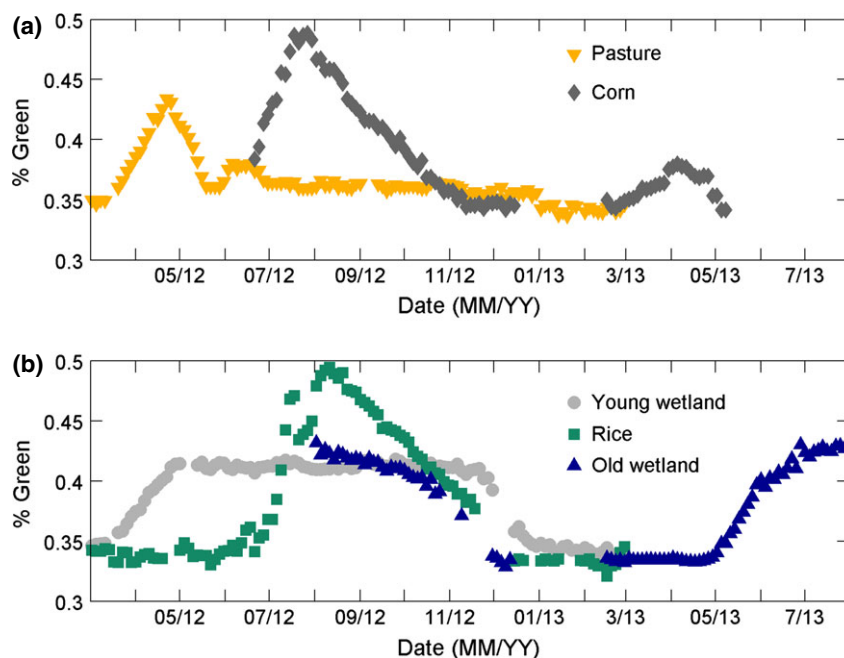 (a)
0.5
0.45
0.4
0.35
0.3
% Green
Pasture
Corn
05/12 07/12 09/12 11/12 01/13 3/13 05/13 7/13
Date (MM/YY)
(b)
0.5
0.45
0.4
0.35
0.3
% Green
Young wetland
Rice
Old wetland
05/12 07/12 09/12 11/12 01/13 3/13 05/13 7/13
Date (MM/YY)